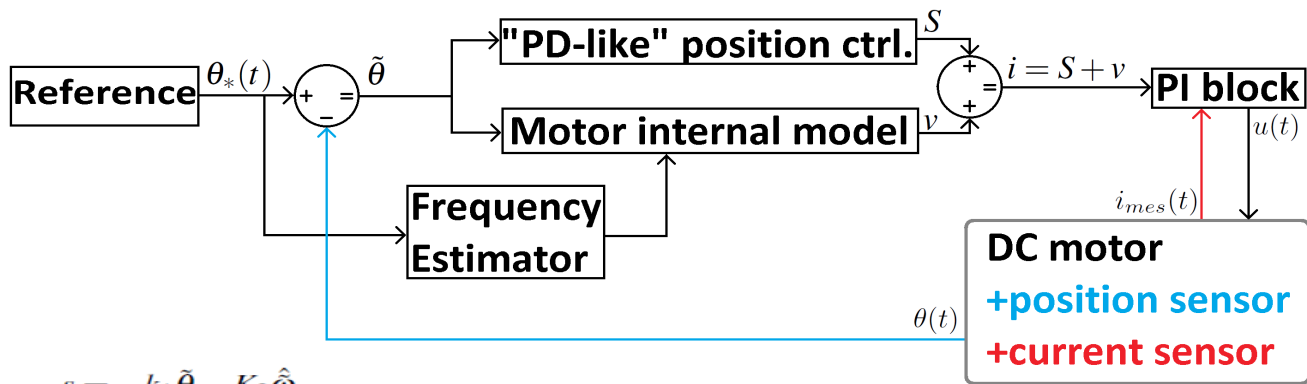 "PD-like" position ctrl.
S
Reference
θ∗(t)
+
−
=
θ̃
+
+
=
i = S + ν
PI block
Motor internal model
ν
u(t)
Frequency
Estimator
i_mes(t)
DC motor
+position sensor
+current sensor
θ(t)